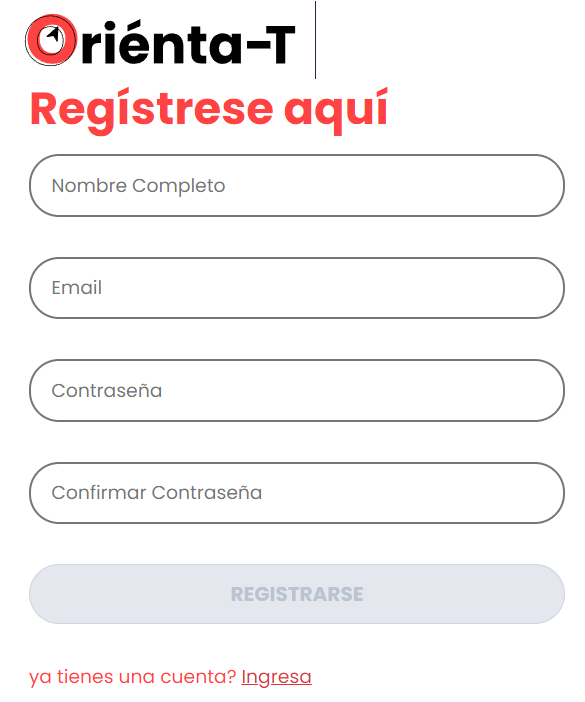 Oriénta-T
Regístrese aquí
Nombre Completo
Email
Contraseña
Confirmar Contraseña
REGISTRARSE
ya tienes una cuenta? Ingresa